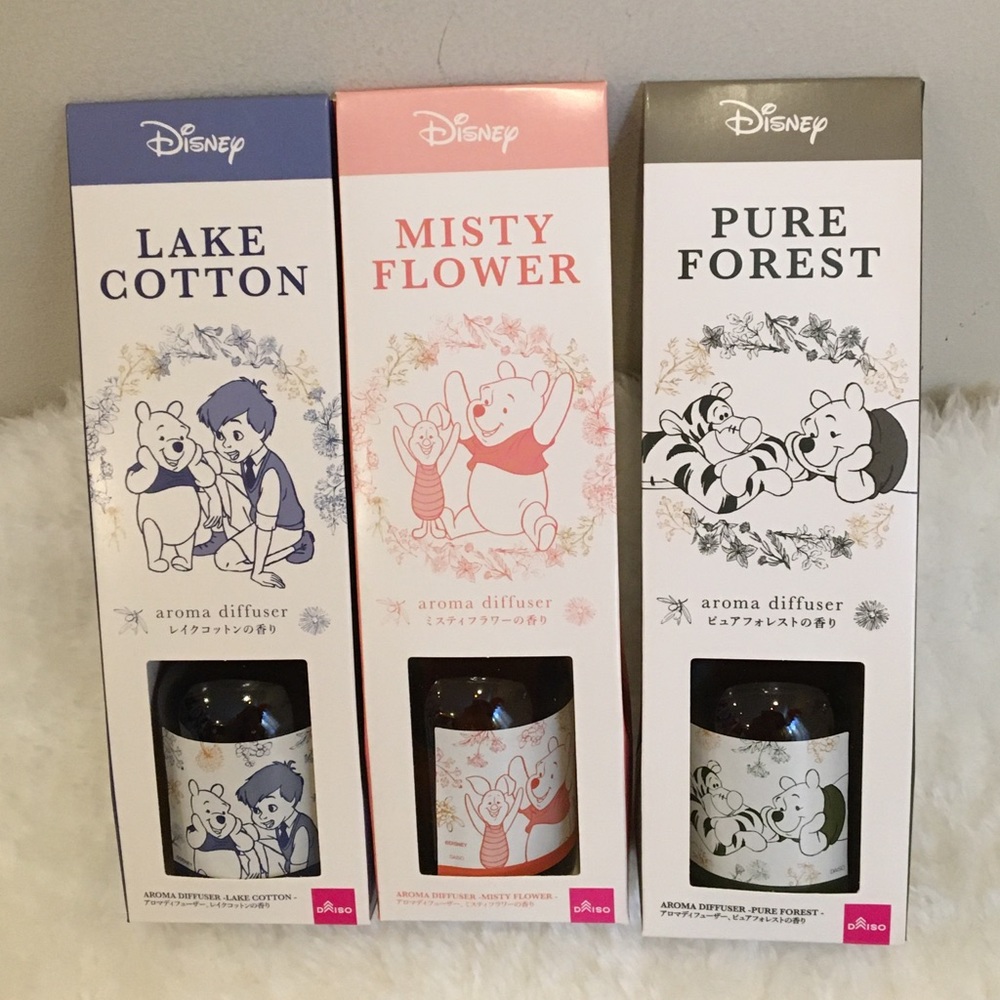 Disney
LAKE
COTTON
aroma diffuser
レイクコットンの香り
AROMA DIFFUSER -LAKE COTTON -
アロマディフューザー、レイクコットンの香り
DAISO
Disney
MISTY
FLOWER
aroma diffuser
ミスティフラワーの香り
©DISNEY
DAISO
AROMA DIFFUSER -MISTY FLOWER -
アロマディフューザー、ミスティフラワーの香り
DAISO
Disney
PURE
FOREST
aroma diffuser
ピュアフォレストの香り
AROMA DIFFUSER -PURE FOREST -
アロマディフューザー、ピュアフォレストの香り
DAISO